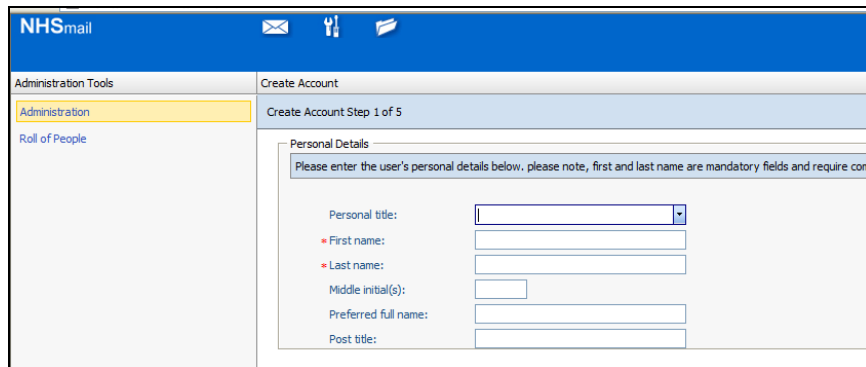 NHSmail
Administration Tools
Create Account
Administration
Create Account Step 1 of 5
Roll of People
Personal Details
Please enter the user's personal details below. please note, first and last name are mandatory fields and require
Personal title:
* First name:
* Last name:
Middle initial(s):
Preferred full name:
Post title: